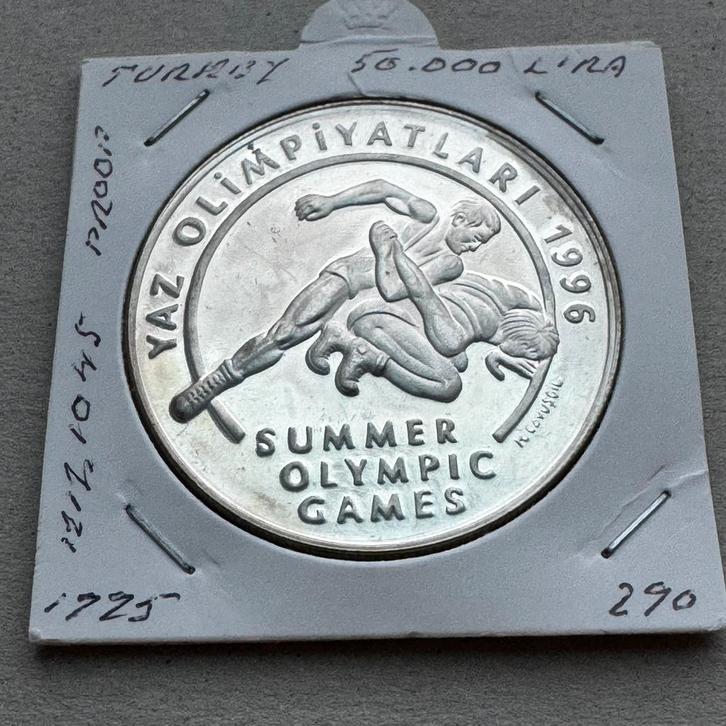 TURKEY 50.000 LIRA
PROOF
YAZ OLİMPİYATLARI 1996
SUMMER
OLYMPIC
GAMES
1995
290